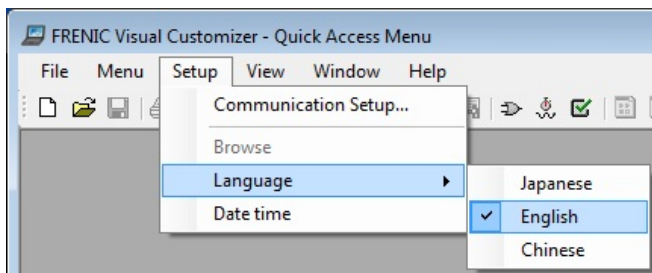 FRENIC Visual Customizer - Quick Access Menu
File Menu Setup View Window Help
Communication Setup...
Browse
Language
Date time
Japanese
English
Chinese